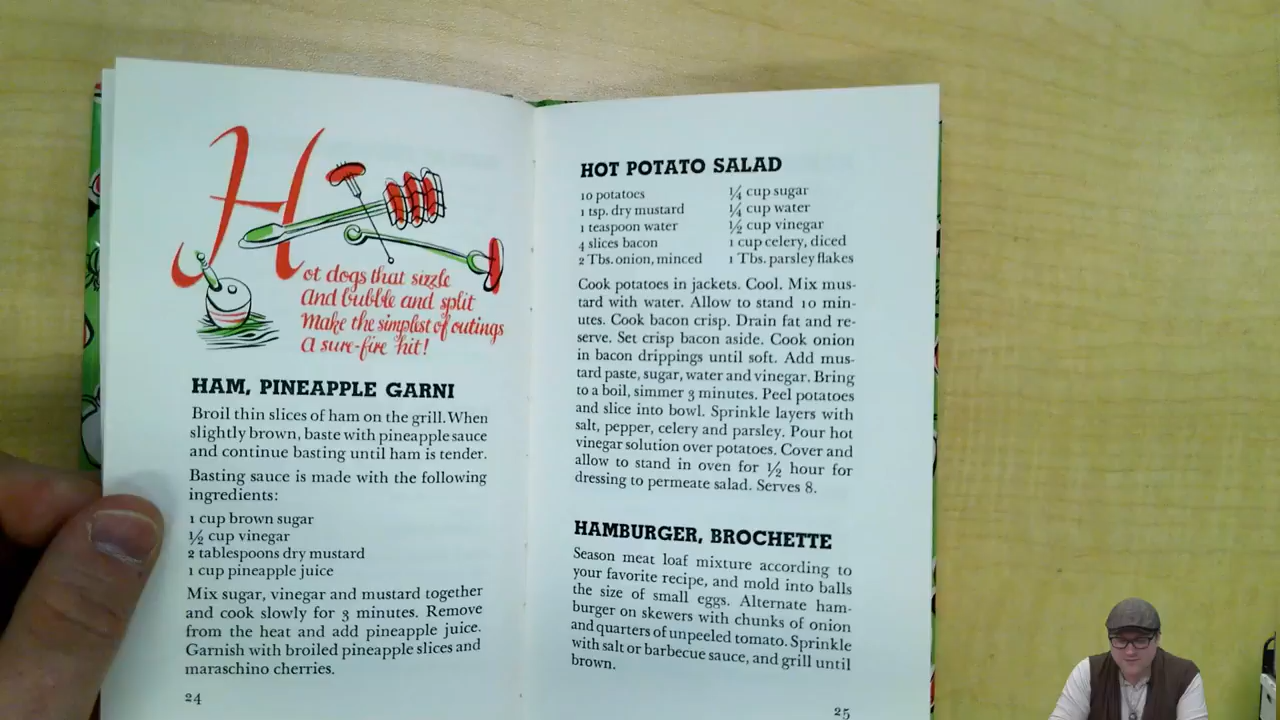 Hot dogs that sizzle
And bubble and split
Make the simplest of outings
A sure-fire hit!
HAM, PINEAPPLE GARNI
Broil thin slices of ham on the grill. When
slightly brown, baste with pineapple sauce
and continue basting until ham is tender.
Basting sauce is made with the following
ingredients:
1 cup brown sugar
½ cup vinegar
2 tablespoons dry mustard
1 cup pineapple juice
Mix sugar, vinegar and mustard together
and cook slowly for 3 minutes. Remove
from the heat and add pineapple juice.
Garnish with broiled pineapple slices and
maraschino cherries.
24
HOT POTATO SALAD
10 potatoes
1 tsp. dry mustard
1 teaspoon water
4 slices bacon
2 Tbs. onion, minced
¼ cup sugar
¼ cup water
½ cup vinegar
1 cup celery, diced
1 Tbs. parsley flakes
Cook potatoes in jackets. Cool. Mix mus-
tard with water. Allow to stand 10 min-
utes. Cook bacon crisp. Drain fat and re-
serve. Set crisp bacon aside. Cook onion
in bacon drippings until soft. Add mus-
tard paste, sugar, water and vinegar. Bring
to a boil, simmer 3 minutes. Peel potatoes
and slice into bowl. Sprinkle layers with
salt, pepper, celery and parsley. Pour hot
vinegar solution over potatoes. Cover and
allow to stand in oven for ½ hour for
dressing to permeate salad. Serves 8.
HAMBURGER, BROCHETTE
Season meat loaf mixture according to
your favorite recipe, and mold into balls
the size of small eggs. Alternate ham-
burger on skewers with chunks of onion
and quarters of unpeeled tomato. Sprinkle
with salt or barbecue sauce, and grill until
brown.
25